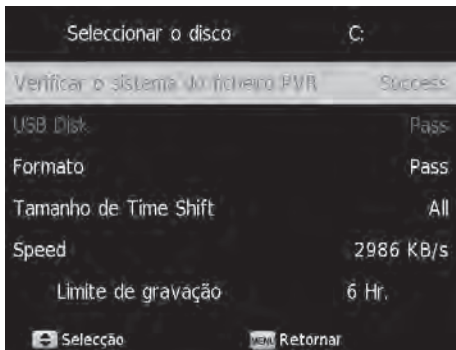 Seleccionar o disco C:
Verificar o sistema do ficheiro PVR Success
USB Disk Pass
Formato Pass
Tamanho de Time Shift All
Speed 2986 KB/s
Limite de gravação 6 Hr.
Selecção MENU Retornar